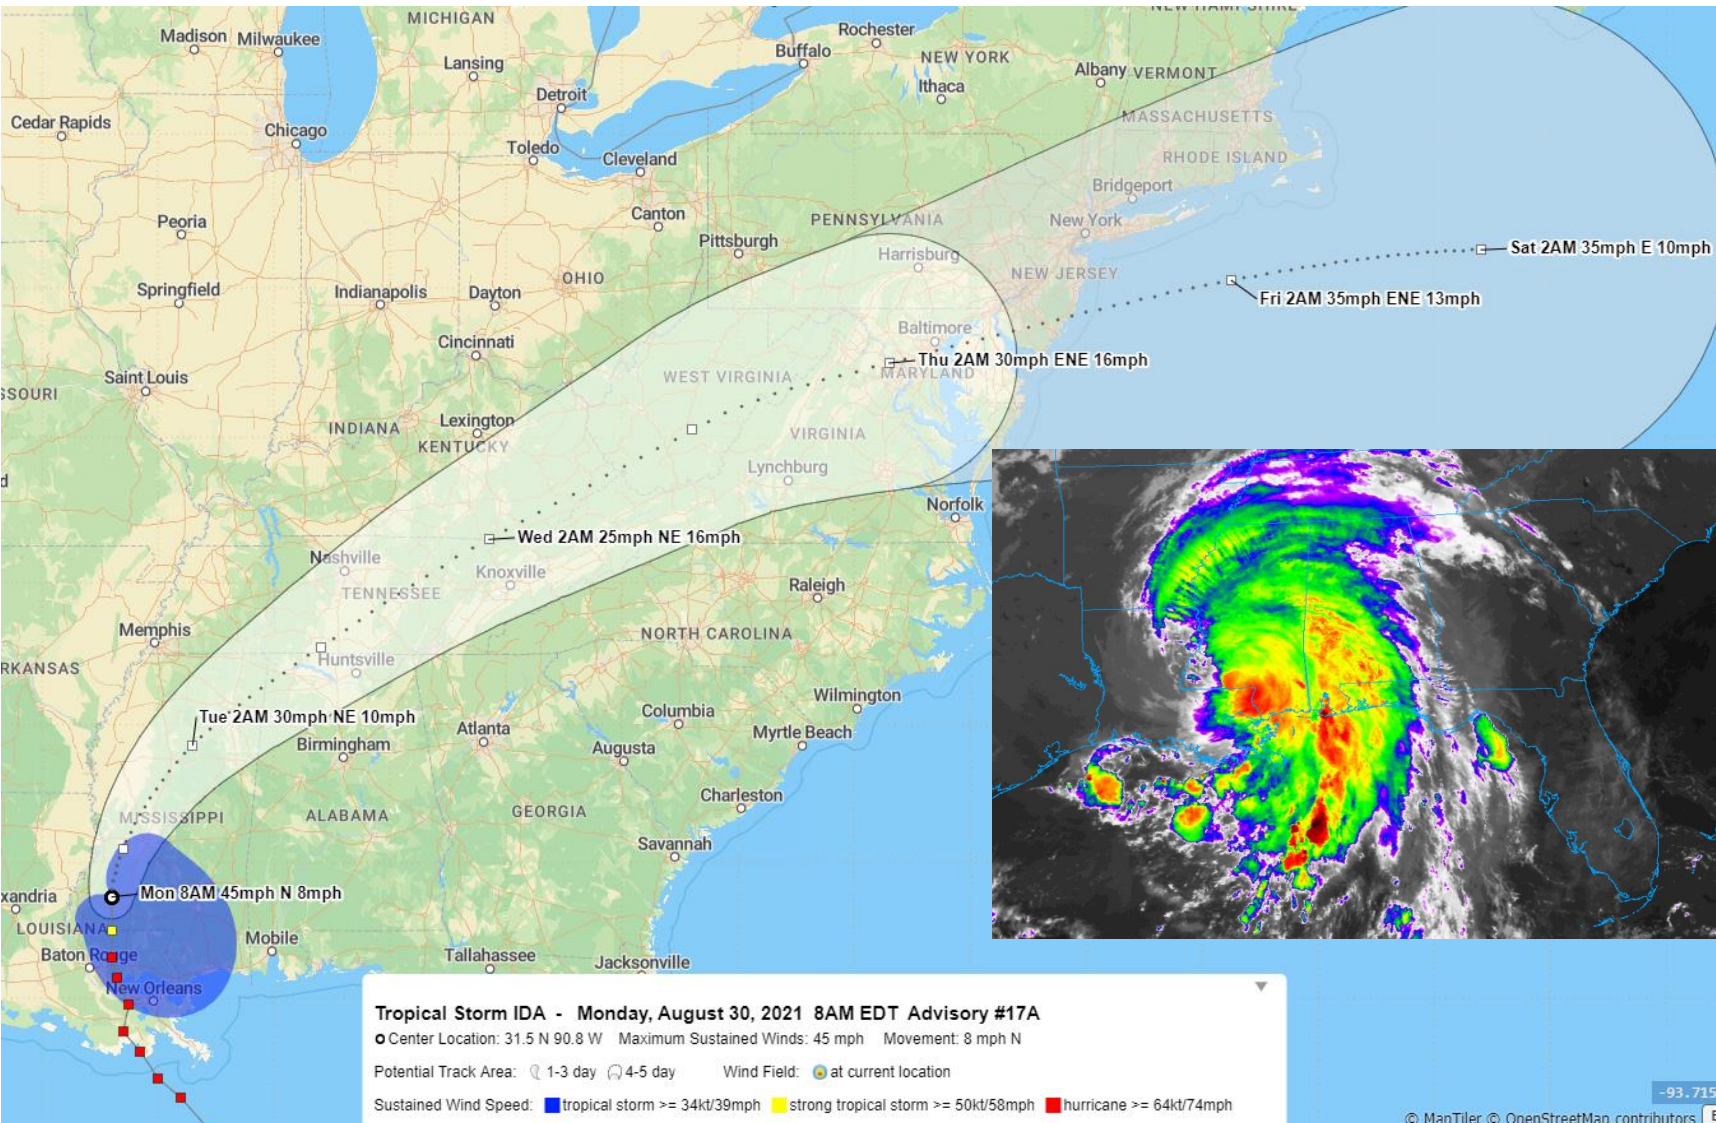 NEW HAMPSHIRE
MICHIGAN
Madison
Milwaukee
Rochester
Buffalo
NEW YORK
Lansing
Albany
VERMONT
Ithaca
Detroit
Cedar Rapids
Chicago
MASSACHUSETTS
Toledo
Cleveland
RHODE ISLAND
Bridgeport
Peoria
Canton
PENNSYLVANIA
New York
Pittsburgh
Sat 2AM 35mph E 10mph
Harrisburg
NEW JERSEY
OHIO
Springfield
Indianapolis
Dayton
Fri 2AM 35mph ENE 13mph
Baltimore
Cincinnati
Thu 2AM 30mph ENE 16mph
MARYLAND
Saint Louis
WEST VIRGINIA
SSOURI
Lexington
INDIANA
KENTUCKY
VIRGINIA
Lynchburg
d
Norfolk
Wed 2AM 25mph NE 16mph
Nashville
Knoxville
TENNESSEE
Raleigh
Memphis
NORTH CAROLINA
RKANSAS
Huntsville
Wilmington
Columbia
Tue 2AM 30mph NE 10mph
Atlanta
Myrtle Beach
Birmingham
Augusta
Charleston
MISSISSIPPI
ALABAMA
GEORGIA
Savannah
xandria
Mon 8AM 45mph N 8mph
LOUISIANA
Mobile
Baton Rouge
Tallahassee
Jacksonville
New Orleans
Tropical Storm IDA - Monday, August 30, 2021 8AM EDT Advisory #17A
Center Location: 31.5 N 90.8 W Maximum Sustained Winds: 45 mph Movement: 8 mph N
Potential Track Area: 1-3 day 4-5 day Wind Field: at current location
Sustained Wind Speed: tropical storm >= 34kt/39mph strong tropical storm >= 50kt/58mph hurricane >= 64kt/74mph
-93.715
© MapTiler © OpenStreetMap contributors